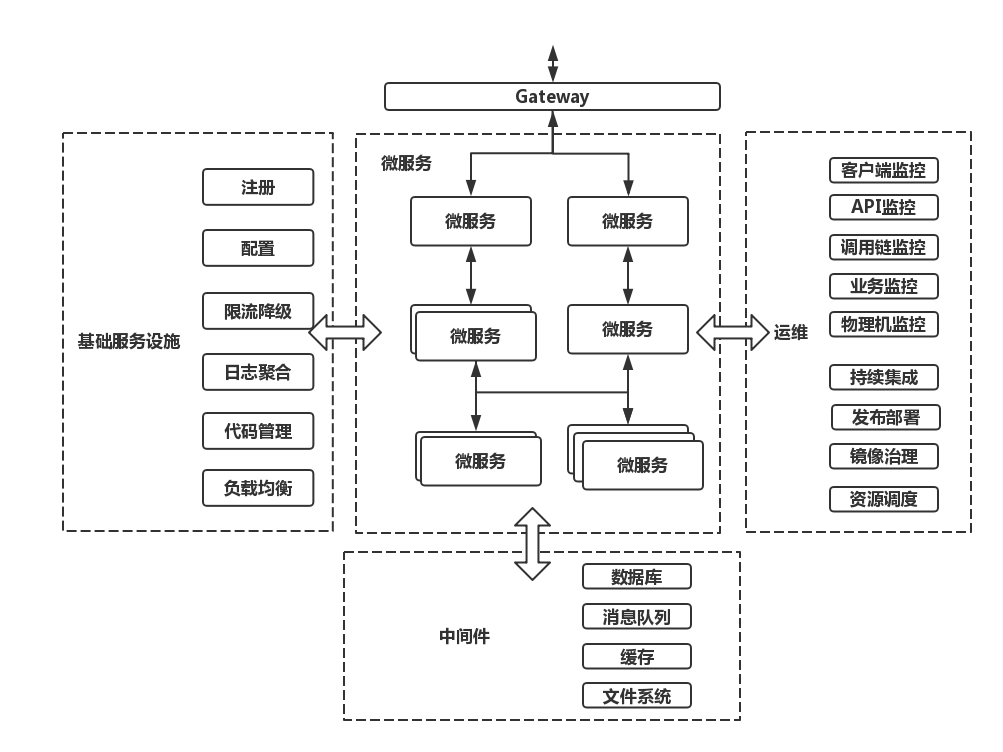 Gateway
基础服务设施
注册
配置
限流降级
日志聚合
代码管理
负载均衡
微服务
微服务
微服务
微服务
微服务
微服务
微服务
运维
客户端监控
API监控
调用链监控
业务监控
物理机监控
持续集成
发布部署
镜像治理
资源调度
中间件
数据库
消息队列
缓存
文件系统